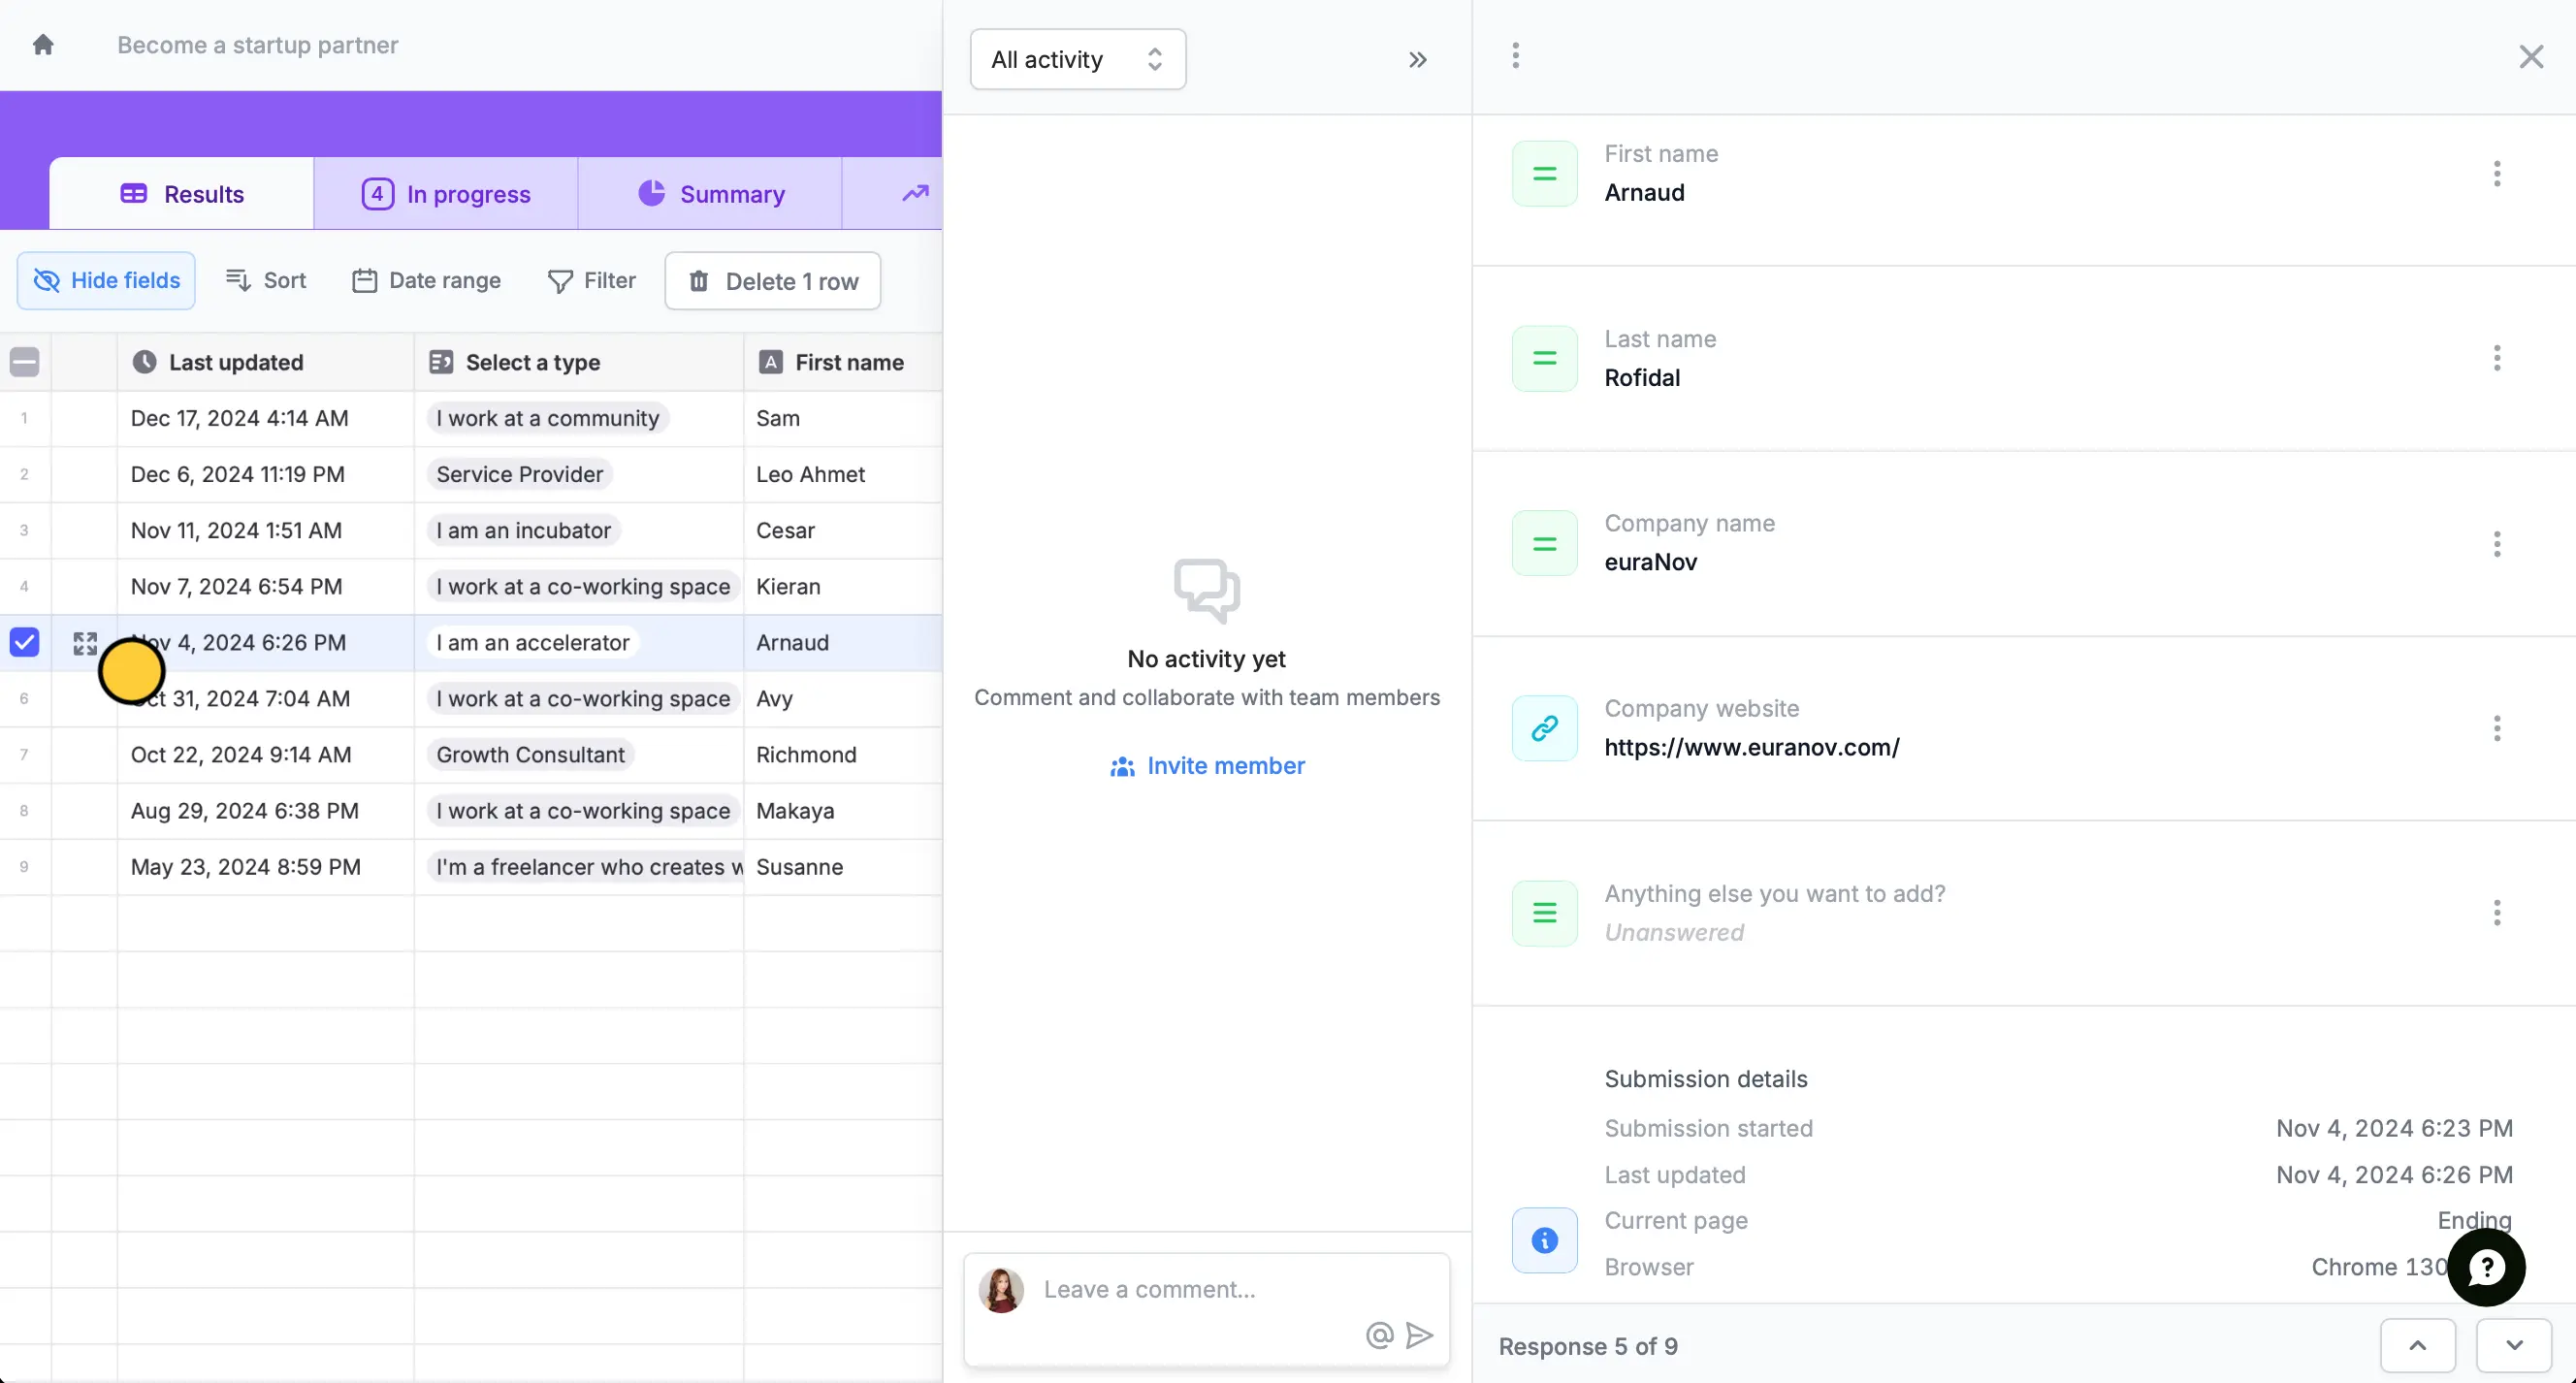 Become a startup partner
Results
4 In progress
Summary
Hide fields
Sort
Date range
Filter
Delete 1 row
Last updated Select a type First name
1 Dec 17, 2024 4:14 AM I work at a community Sam
2 Dec 6, 2024 11:19 PM Service Provider Leo Ahmet
3 Nov 11, 2024 1:51 AM I am an incubator Cesar
4 Nov 7, 2024 6:54 PM I work at a co-working space Kieran
Nov 4, 2024 6:26 PM I am an accelerator Arnaud
6 Oct 31, 2024 7:04 AM I work at a co-working space Avy
7 Oct 22, 2024 9:14 AM Growth Consultant Richmond
8 Aug 29, 2024 6:38 PM I work at a co-working space Makaya
9 May 23, 2024 8:59 PM I'm a freelancer who creates w Susanne
All activity
No activity yet
Comment and collaborate with team members
Invite member
Leave a comment...
First name
Arnaud
Last name
Rofidal
Company name
euraNov
Company website
https://www.euranov.com/
Anything else you want to add?
Unanswered
Submission details
Submission started Nov 4, 2024 6:23 PM
Last updated Nov 4, 2024 6:26 PM
Current page Ending
Browser Chrome 130
Response 5 of 9